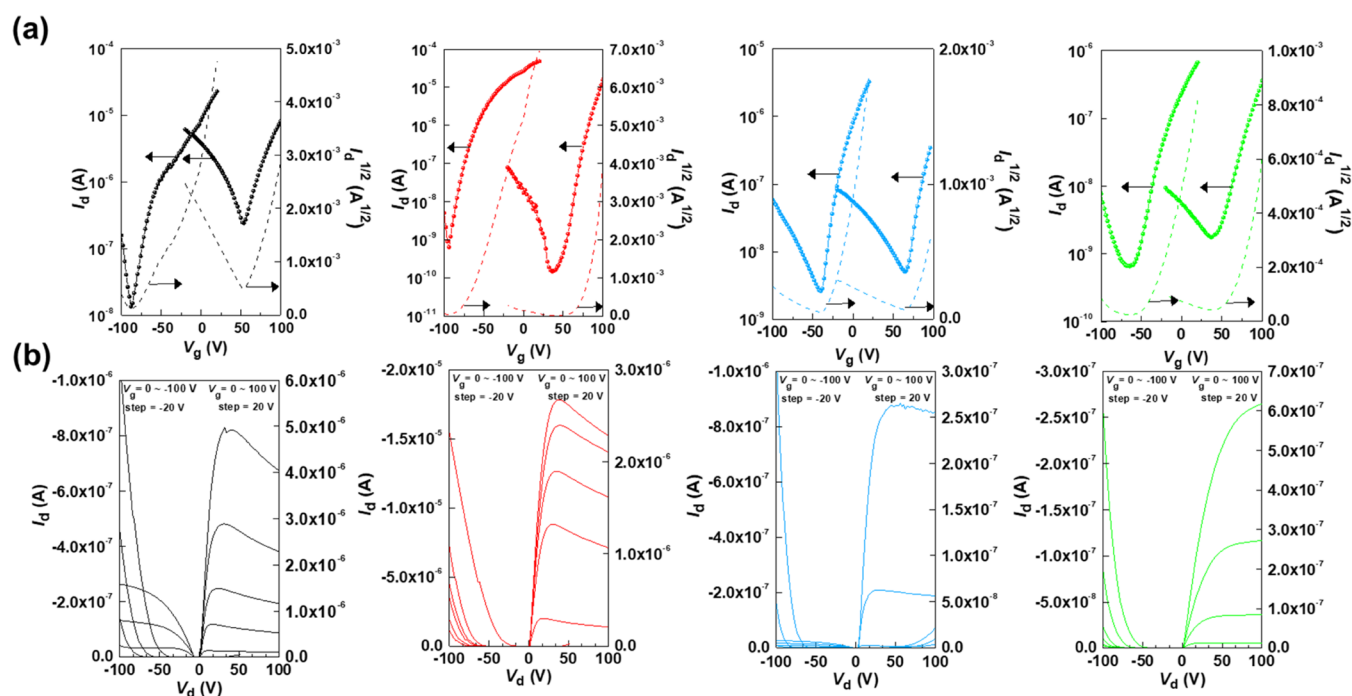 (a)
10⁻⁴
10⁻⁵
10⁻⁶
10⁻⁷
10⁻⁸
I_d (A)
5.0x10⁻³
4.0x10⁻³
3.0x10⁻³
2.0x10⁻³
1.0x10⁻³
0.0
I_d^1/2 (A^1/2)
-100 -50 0 50 100
V_g (V)
10⁻⁴
10⁻⁵
10⁻⁶
10⁻⁷
10⁻⁸
10⁻⁹
10⁻¹⁰
10⁻¹¹
I_d (A)
7.0x10⁻³
6.0x10⁻³
5.0x10⁻³
4.0x10⁻³
3.0x10⁻³
2.0x10⁻³
1.0x10⁻³
0.0
I_d^1/2 (A^1/2)
-100 -50 0 50 100
V_g (V)
10⁻⁵
10⁻⁶
10⁻⁷
10⁻⁸
10⁻⁹
I_d (A)
2.0x10⁻³
1.0x10⁻³
0.0
I_d^1/2 (A^1/2)
-100 -50 0 50 100
V_g (V)
10⁻⁶
10⁻⁷
10⁻⁸
10⁻⁹
10⁻¹⁰
I_d (A)
1.0x10⁻³
8.0x10⁻⁴
6.0x10⁻⁴
4.0x10⁻⁴
2.0x10⁻⁴
0.0
I_d^1/2 (A^1/2)
-100 -50 0 50 100
V_g (V)
(b)
-1.0x10⁻⁶
-8.0x10⁻⁷
-6.0x10⁻⁷
-4.0x10⁻⁷
-2.0x10⁻⁷
0.0
I_d (A)
V_g = 0 ~ -100 V V_g = 0 ~ 100 V
step = -20 V step = 20 V
6.0x10⁻⁶
5.0x10⁻⁶
4.0x10⁻⁶
3.0x10⁻⁶
2.0x10⁻⁶
1.0x10⁻⁶
0.0
-100 -50 0 50 100
V_d (V)
-2.0x10⁻⁵
-1.5x10⁻⁵
-1.0x10⁻⁵
-5.0x10⁻⁶
0.0
I_d (A)
V_g = 0 ~ -100 V V_g = 0 ~ 100 V
step = -20 V step = 20 V
3.0x10⁻⁶
2.0x10⁻⁶
1.0x10⁻⁶
0.0
-100 -50 0 50 100
V_d (V)
-1.0x10⁻⁶
-8.0x10⁻⁷
-6.0x10⁻⁷
-4.0x10⁻⁷
-2.0x10⁻⁷
0.0
I_d (A)
V_g = 0 ~ -100 V V_g = 0 ~ 100 V
step = -20 V step = 20 V
3.0x10⁻⁷
2.5x10⁻⁷
2.0x10⁻⁷
1.5x10⁻⁷
1.0x10⁻⁷
5.0x10⁻⁸
0.0
-100 -50 0 50 100
V_d (V)
-3.0x10⁻⁷
-2.5x10⁻⁷
-2.0x10⁻⁷
-1.5x10⁻⁷
-1.0x10⁻⁷
-5.0x10⁻⁸
0.0
I_d (A)
V_g = 0 ~ -100 V V_g = 0 ~ 100 V
step = -20 V step = 20 V
7.0x10⁻⁷
6.0x10⁻⁷
5.0x10⁻⁷
4.0x10⁻⁷
3.0x10⁻⁷
2.0x10⁻⁷
1.0x10⁻⁷
0.0
-100 -50 0 50 100
V_d (V)